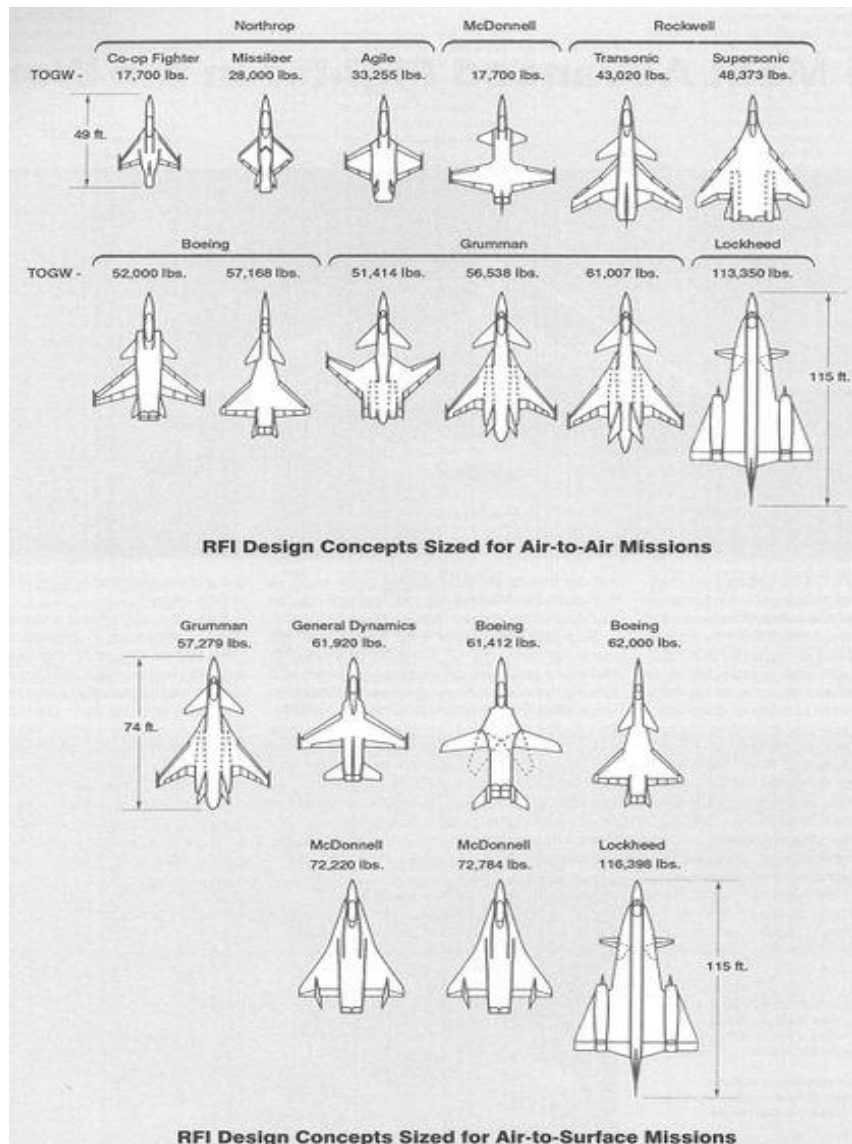 Northrop McDonnell Rockwell
Co-op Fighter Missileer Agile Transonic Supersonic
TOGW - 17,700 lbs. 28,000 lbs. 33,255 lbs. 17,700 lbs. 43,020 lbs. 48,373 lbs.
49 ft.
Boeing Grumman Lockheed
TOGW - 52,000 lbs. 57,168 lbs. 51,414 lbs. 56,538 lbs. 61,007 lbs. 113,350 lbs.
115 ft.
RFI Design Concepts Sized for Air-to-Air Missions
Grumman General Dynamics Boeing Boeing
57,279 lbs. 61,920 lbs. 61,412 lbs. 62,000 lbs.
74 ft.
McDonnell McDonnell Lockheed
72,220 lbs. 72,784 lbs. 116,398 lbs.
115 ft.
RFI Design Concepts Sized for Air-to-Surface Missions